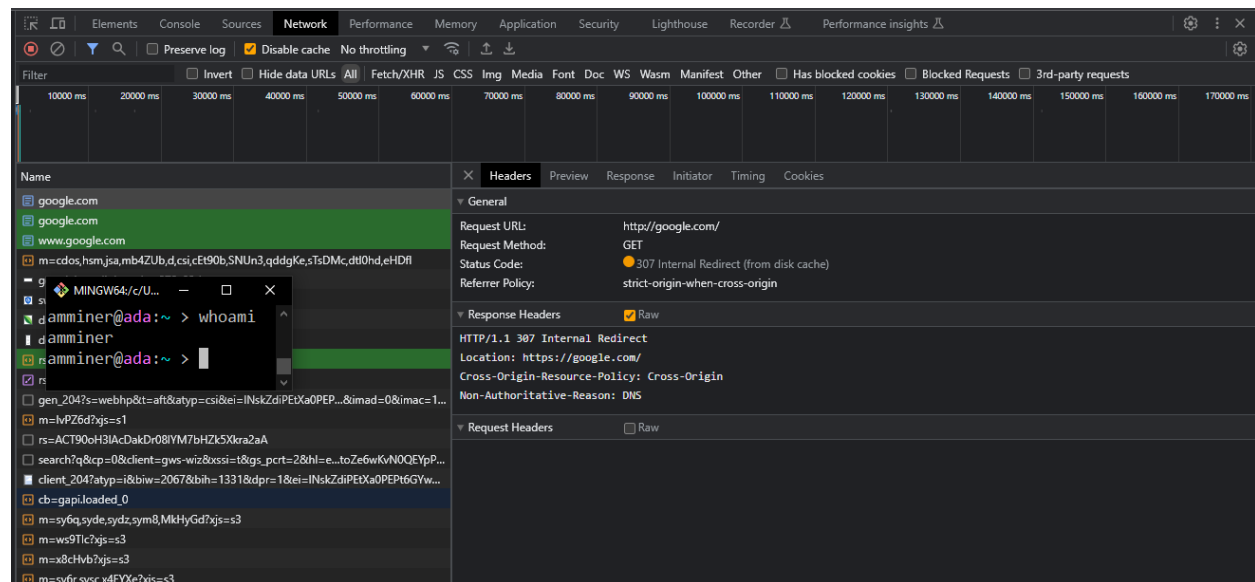 Elements Console Sources Network Performance Memory Application Security Lighthouse Recorder Performance insights
Preserve log Disable cache No throttling
Filter Invert Hide data URLs All Fetch/XHR JS CSS Img Media Font Doc WS Wasm Manifest Other Has blocked cookies Blocked Requests 3rd-party requests
10000 ms 20000 ms 30000 ms 40000 ms 50000 ms 60000 ms 70000 ms 80000 ms 90000 ms 100000 ms 110000 ms 120000 ms 130000 ms 140000 ms 150000 ms 160000 ms 170000 ms
Name
google.com
google.com
www.google.com
m=cdos,hsm,jsa,mb4ZUb,d,csi,cEt90b,SNUn3,qddgKe,sTsDMc,dtl0hd,eHDfl
MINGW64:/c/U...
amminer@ada:~ > whoami
amminer
amminer@ada:~ >
gen_204?s=webhp&t=aft&atyp=csi&ei=INskZdiPEtXa0PEP...&imad=0&imac=1...
m=lvPZ6d?xjs=s1
rs=ACT90oH3IAcDakDr08IYM7bHZk5Xkra2aA
search?q&cp=0&client=gws-wiz&xssi=t&gs_pcrt=2&hl=e...toZe6wKvN0QEYpP...
client_204?atyp=i&biw=2067&bih=1331&dpr=1&ei=INskZdiPEtXa0PEPt6GYw...
cb=gapi.loaded_0
m=sy6q,syde,sydz,sym8,MkHyGd?xjs=s3
m=ws9Tlc?xjs=s3
m=x8cHvb?xjs=s3
Headers Preview Response Initiator Timing Cookies
General
Request URL: http://google.com/
Request Method: GET
Status Code: 307 Internal Redirect (from disk cache)
Referrer Policy: strict-origin-when-cross-origin
Response Headers Raw
HTTP/1.1 307 Internal Redirect
Location: https://google.com/
Cross-Origin-Resource-Policy: Cross-Origin
Non-Authoritative-Reason: DNS
Request Headers Raw